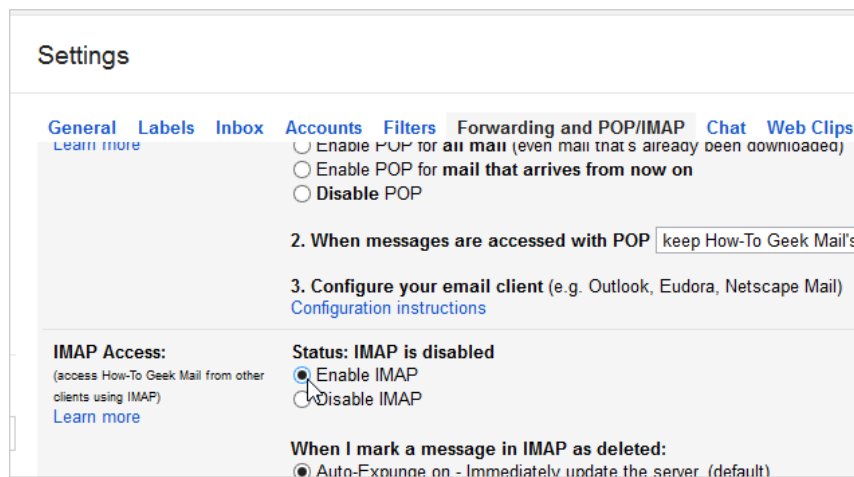 Settings
General Labels Inbox Accounts Filters Forwarding and POP/IMAP Chat Web Clips
Learn more
Enable POP for all mail (even mail that's already been downloaded)
Enable POP for mail that arrives from now on
Disable POP
2. When messages are accessed with POP keep How-To Geek Mail's
3. Configure your email client (e.g. Outlook, Eudora, Netscape Mail)
Configuration instructions
IMAP Access:
(access How-To Geek Mail from other
clients using IMAP)
Learn more
Status: IMAP is disabled
Enable IMAP
Disable IMAP
When I mark a message in IMAP as deleted:
Auto-Expunge on - Immediately update the server. (default)